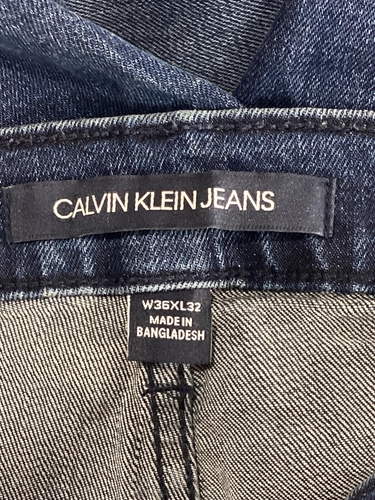 CALVIN KLEIN JEANS
W36XL32
MADE IN
BANGLADESH